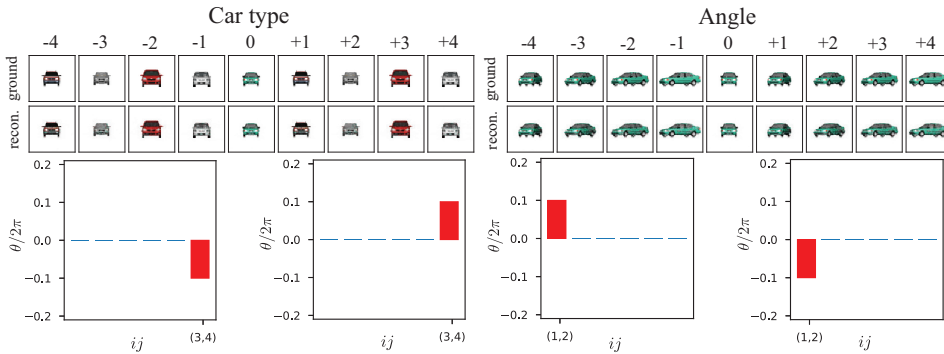 Car type
Angle
-4 -3 -2 -1 0 +1 +2 +3 +4
-4 -3 -2 -1 0 +1 +2 +3 +4
ground
recon.
ground
recon.
0.2
0.1
0.0
−0.1
−0.2
θ/2π
(3,4)
ij
0.2
0.1
0.0
−0.1
−0.2
θ/2π
(3,4)
ij
0.2
0.1
0.0
−0.1
−0.2
θ/2π
(1,2)
ij
0.2
0.1
0.0
−0.1
−0.2
θ/2π
(1,2)
ij